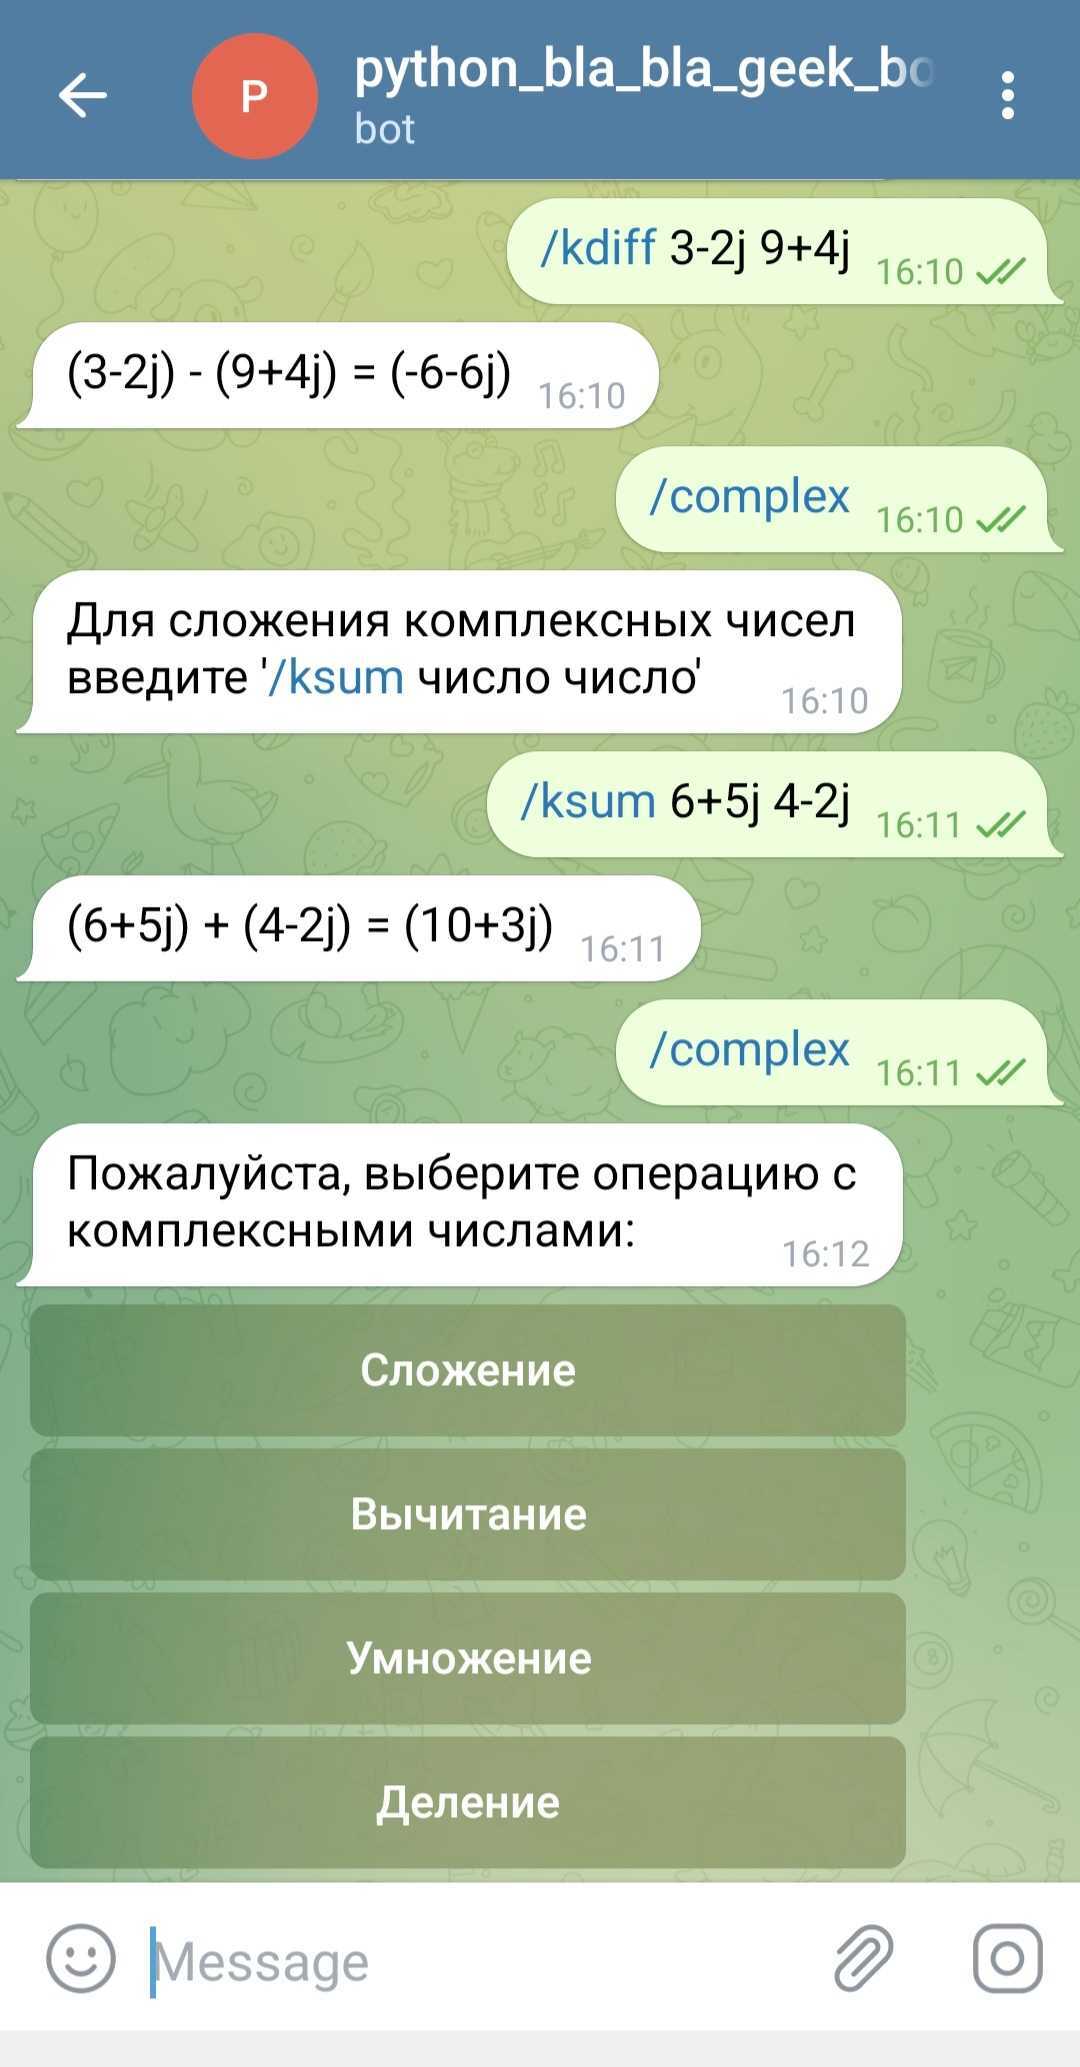 P
python_bla_bla_geek_bo
bot
/kdiff 3-2j 9+4j 16:10
(3-2j) - (9+4j) = (-6-6j) 16:10
/complex 16:10
Для сложения комплексных чисел
введите '/ksum число число' 16:10
/ksum 6+5j 4-2j 16:11
(6+5j) + (4-2j) = (10+3j) 16:11
/complex 16:11
Пожалуйста, выберите операцию с
комплексными числами: 16:12
Сложение
Вычитание
Умножение
Деление
Message